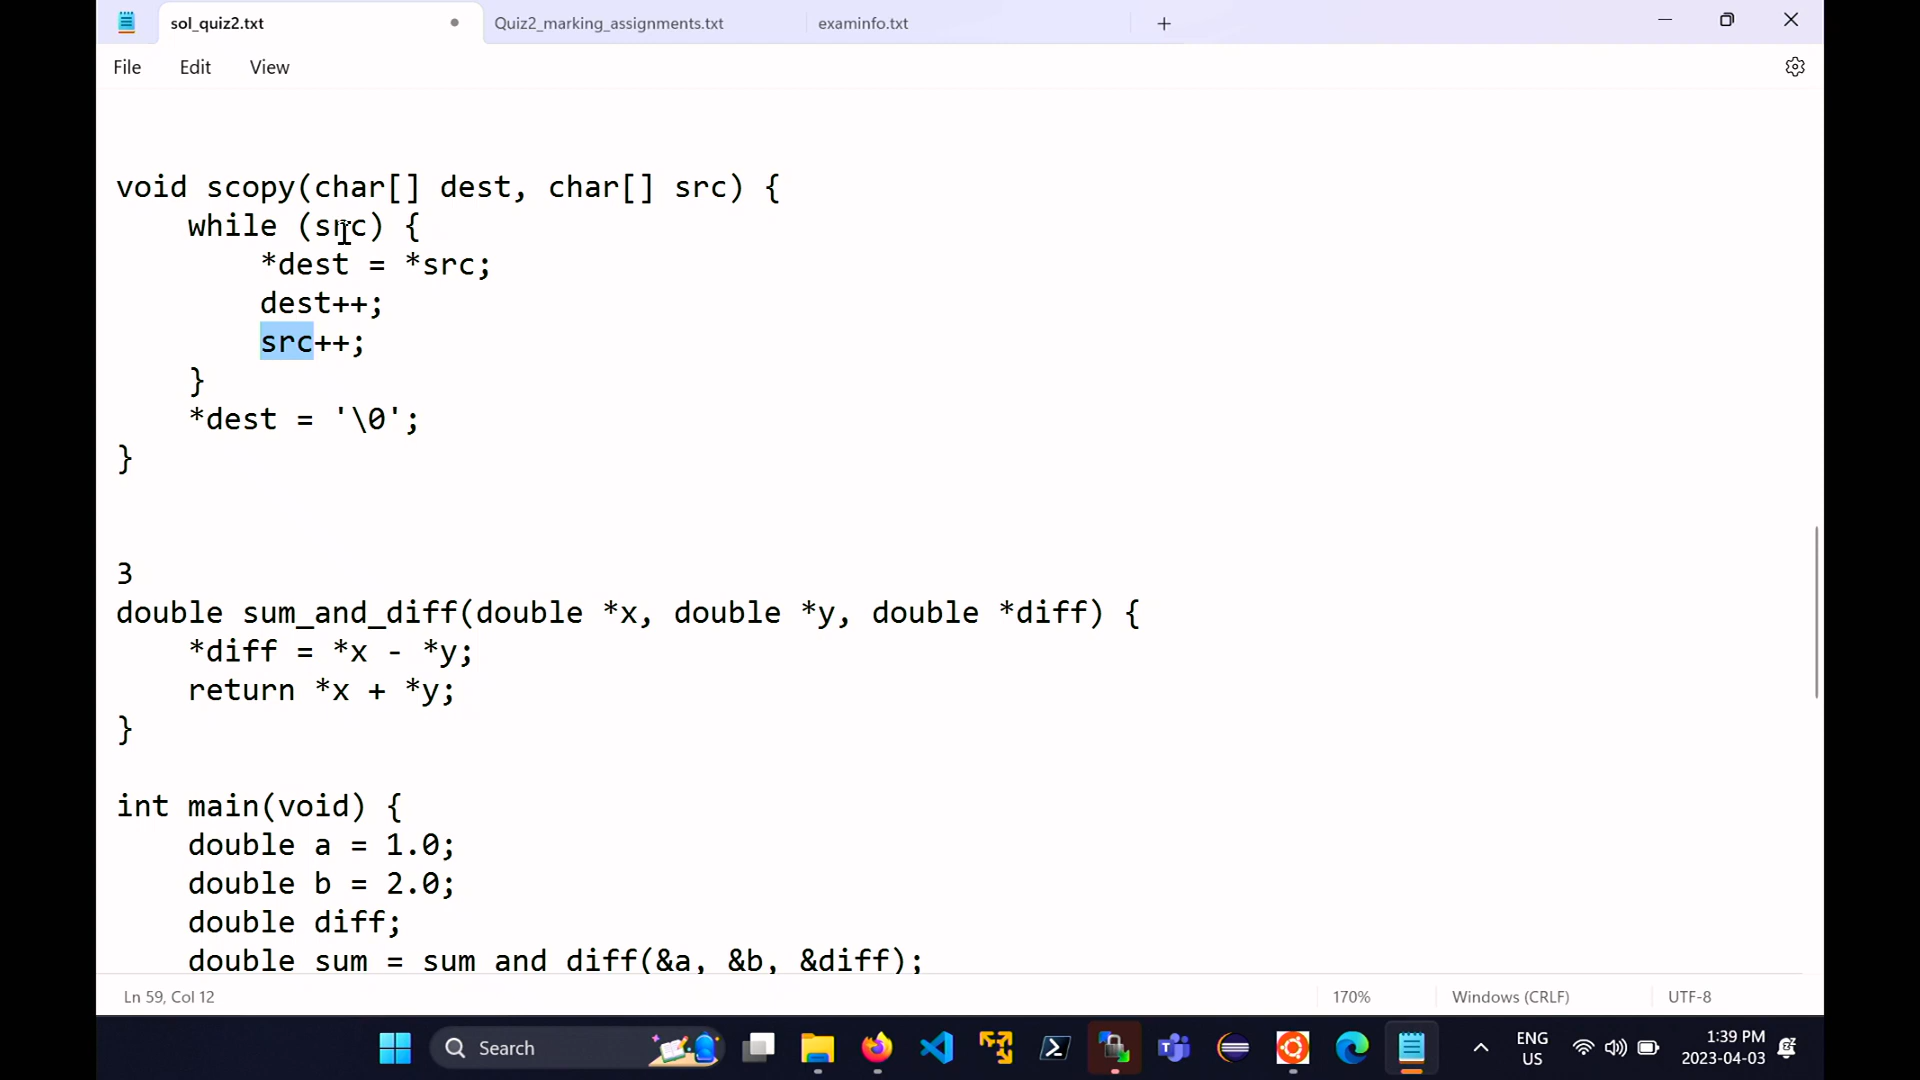 sol_quiz2.txt
Quiz2_marking_assignments.txt
examinfo.txt
File
Edit
View
void scopy(char[] dest, char[] src) {
while (src) {
*dest = *src;
dest++;
src++;
}
*dest = '\0';
}
3
double sum_and_diff(double *x, double *y, double *diff) {
*diff = *x - *y;
return *x + *y;
}
int main(void) {
double a = 1.0;
double b = 2.0;
double diff;
double sum = sum and diff(&a, &b, &diff);
Ln 59, Col 12
170%
Windows (CRLF)
UTF-8
Search
ENG
US
1:39 PM
2023-04-03